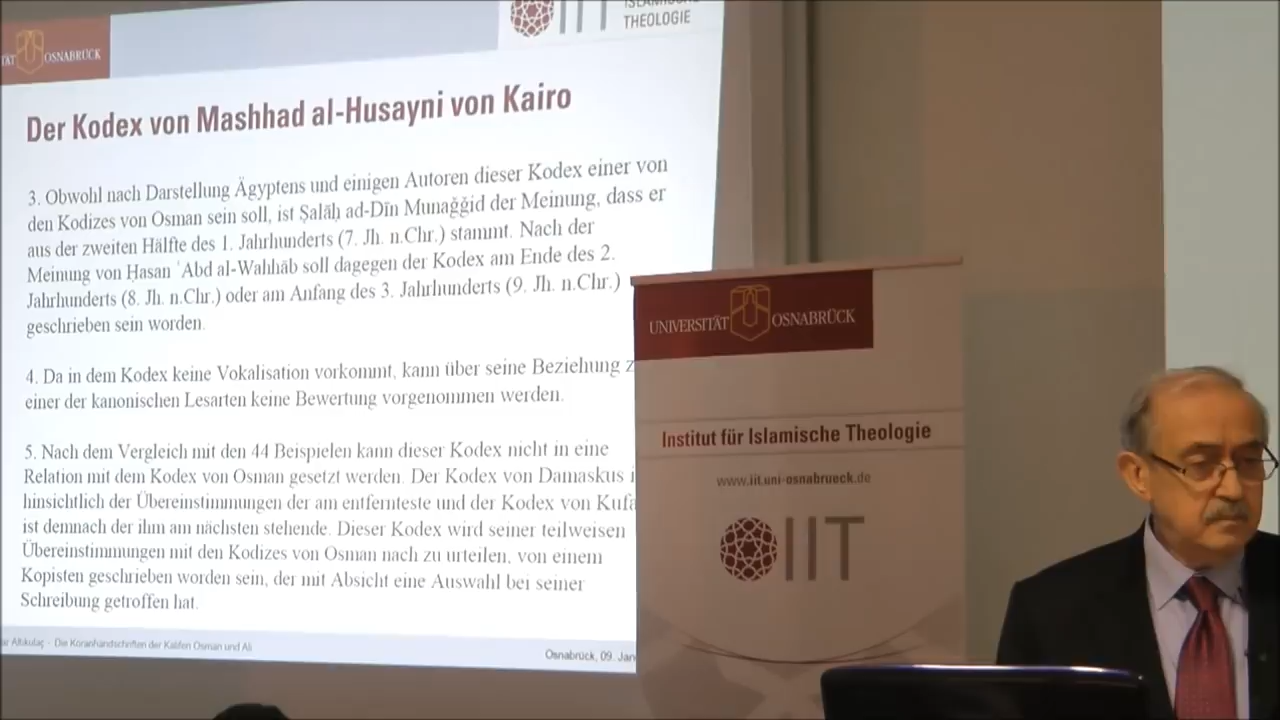 OSNABRÜCK
THEOLOGIE
Der Kodex von Mashhad al-Husayni von Kairo
3. Obwohl nach Darstellung Ägyptens und einigen Autoren dieser Kodex einer von
den Kodizes von Osman sein soll, ist Ṣalāḥ ad-Dīn Munaǧǧid der Meinung, dass er
aus der zweiten Hälfte des 1. Jahrhunderts (7. Jh. n.Chr.) stammt. Nach der
Meinung von Ḥasan ʿAbd al-Wahhāb soll dagegen der Kodex am Ende des 2.
Jahrhunderts (8. Jh. n.Chr.) oder am Anfang des 3. Jahrhunderts (9. Jh. n.Chr.)
geschrieben sein worden.
4. Da in dem Kodex keine Vokalisation vorkommt, kann über seine Beziehung z
einer der kanonischen Lesarten keine Bewertung vorgenommen werden.
5. Nach dem Vergleich mit den 44 Beispielen kann dieser Kodex nicht in eine
Relation mit dem Kodex von Osman gesetzt werden. Der Kodex von Damaskus i
hinsichtlich der Übereinstimmungen der am entfernteste und der Kodex von Kufa
ist demnach der ihm am nächsten stehende. Dieser Kodex wird seiner teilweisen
Übereinstimmungen mit den Kodizes von Osman nach zu urteilen, von einem
Kopisten geschrieben worden sein, der mit Absicht eine Auswahl bei seiner
Schreibung getroffen hat.
Altıkulaç - Die Koranhandschriften der Kalifen Osman und Ali
Osnabrück, 09. Jan
UNIVERSITÄT OSNABRÜCK
Institut für Islamische Theologie
www.iit.uni-osnabrueck.de
IIT